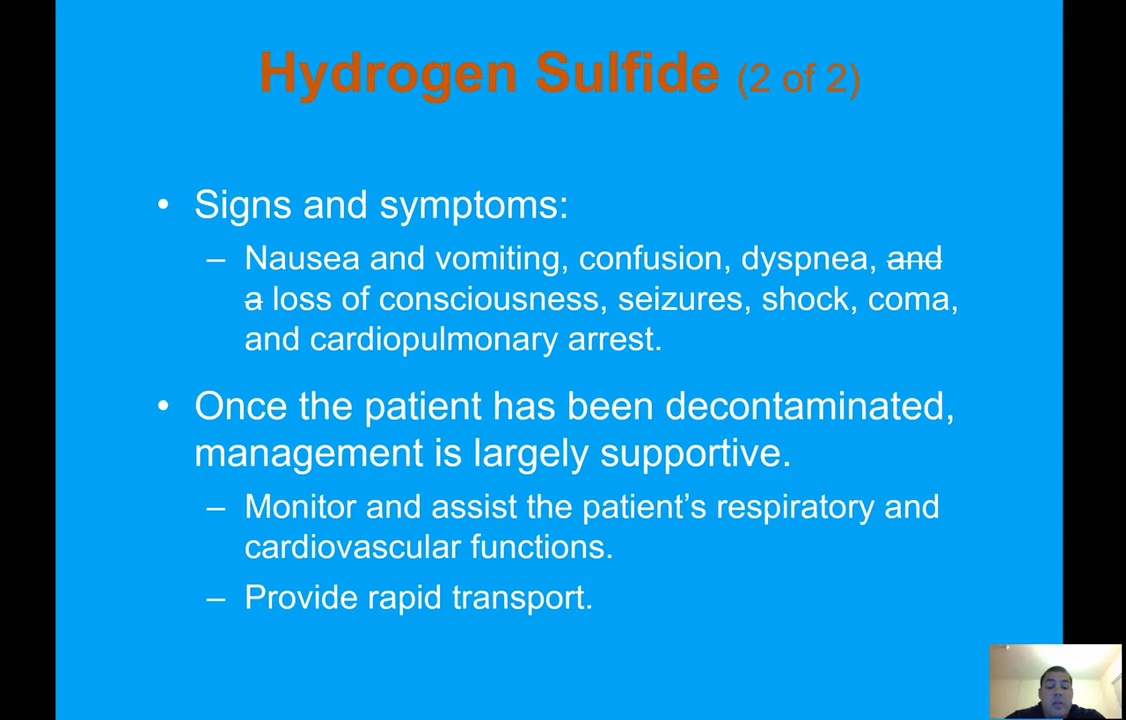 Hydrogen Sulfide (2 of 2)
• Signs and symptoms:
– Nausea and vomiting, confusion, dyspnea, and
a loss of consciousness, seizures, shock, coma,
and cardiopulmonary arrest.
• Once the patient has been decontaminated,
management is largely supportive.
– Monitor and assist the patient’s respiratory and
cardiovascular functions.
– Provide rapid transport.